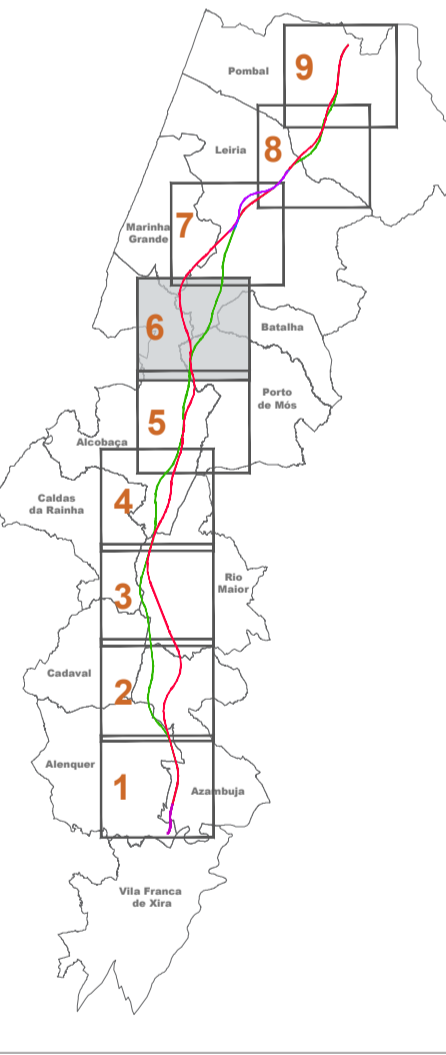 9
Pombal
8
Leiria
7
Marinha
Grande
6
Batalha
Porto
de Mós
5
Alcobaça
4
Caldas
da Rainha
Rio
Maior
3
Cadaval
2
Alenquer
1
Azambuja
Vila Franca
de Xira